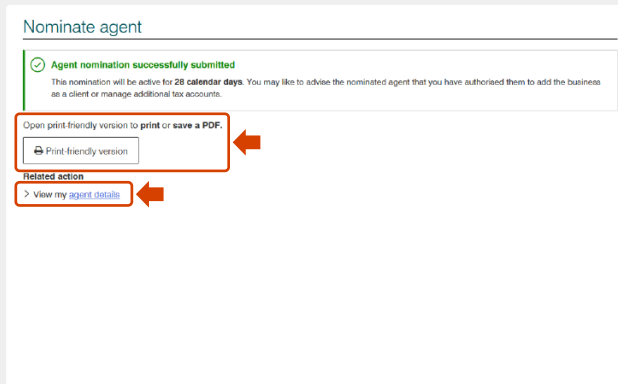 Nominate agent
Agent nomination successfully submitted
This nomination will be active for 28 calendar days. You may like to advise the nominated agent that you have authorised them to add the business
as a client or manage additional tax accounts.
Open print-friendly version to print or save a PDF.
Print-friendly version
Related action
> View my agent details